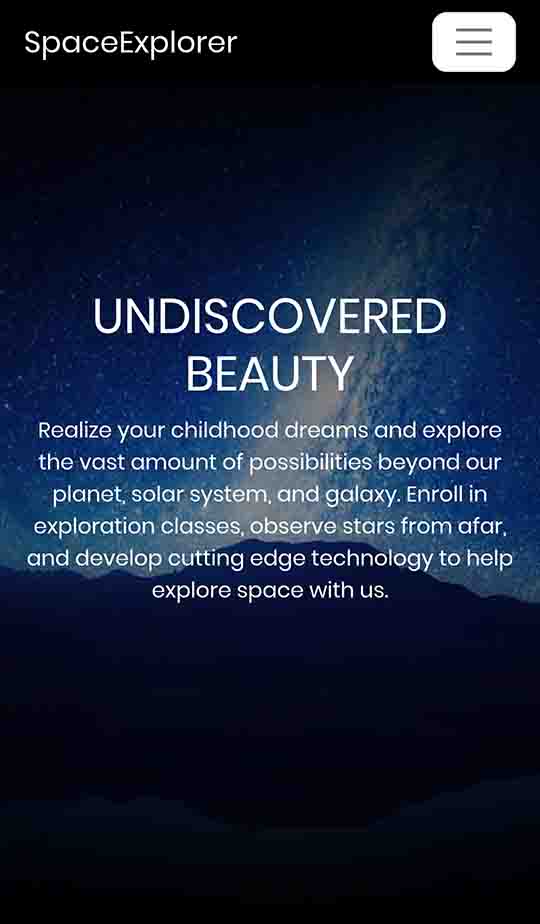 SpaceExplorer
UNDISCOVERED
BEAUTY
Realize your childhood dreams and explore
the vast amount of possibilities beyond our
planet, solar system, and galaxy. Enroll in
exploration classes, observe stars from afar,
and develop cutting edge technology to help
explore space with us.